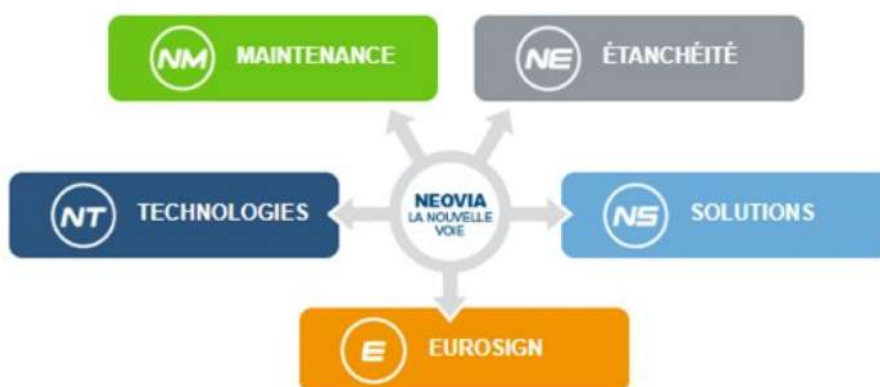 NM MAINTENANCE
NE ÉTANCHÉITÉ
NT TECHNOLOGIES
NEOVIA
LA NOUVELLE
VOIE
NS SOLUTIONS
E EUROSIGN